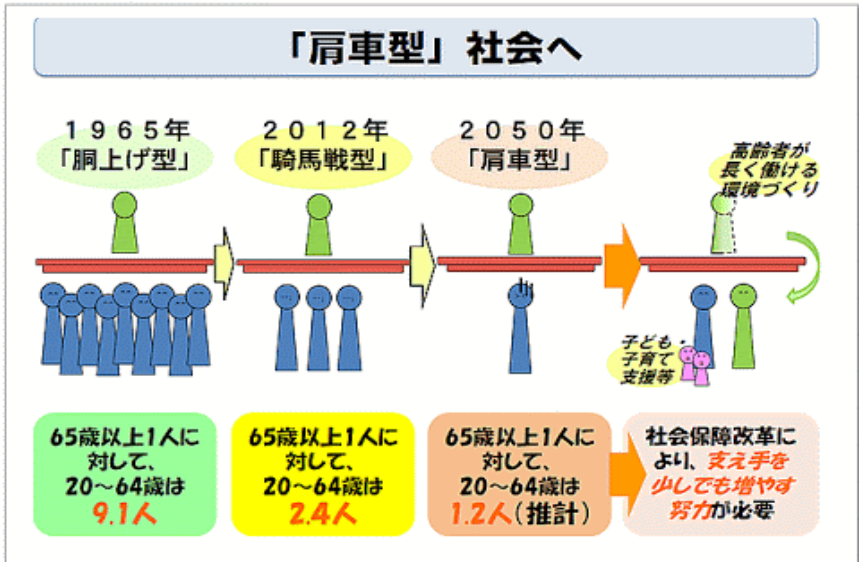 「肩車型」社会へ
１９６５年
「胴上げ型」
２０１２年
「騎馬戦型」
２０５０年
「肩車型」
高齢者が
長く働ける
環境づくり
子ども・
子育て
支援等
65歳以上1人に
対して、
20～64歳は
9.1人
65歳以上1人に
対して、
20～64歳は
2.4人
65歳以上1人に
対して、
20～64歳は
1.2人（推計）
社会保障改革に
より、支え手を
少しでも増やす
努力が必要